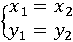 x₁ = x₂
y₁ = y₂